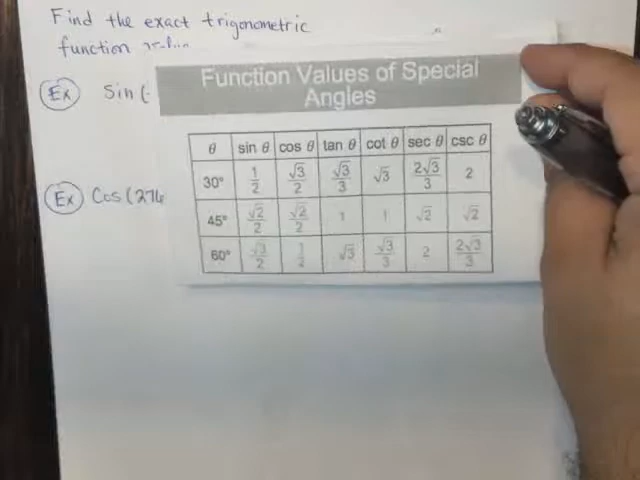 Find the exact trigonometric
function
Function Values of Special
Angles
Ex Sin (-
θ sin θ cos θ tan θ cot θ sec θ csc θ
30° 1/2 √3/2 √3/3 √3 2√3/3 2
Ex Cos (276
45° √2/2 √2/2 1 1 √2 √2
60° √3/2 1/2 √3 √3/3 2 2√3/3